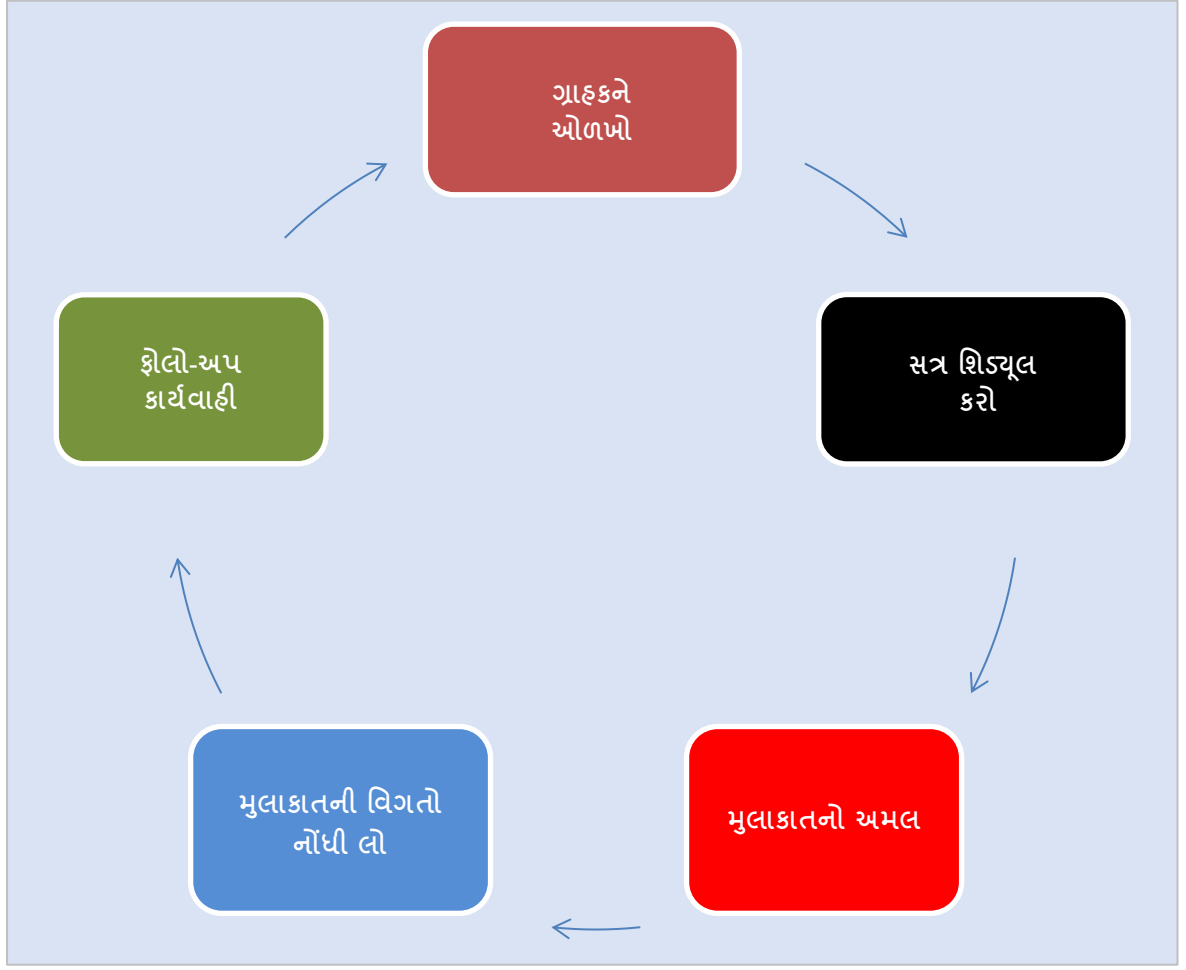 ગ્રાહકને
ઓળખો
સત્ર શિડ્યૂલ
કરો
મુલાકાતનો અમલ
મુલાકાતની વિગતો
નોંધી લો
ફોલો-અપ
કાર્યવાહી